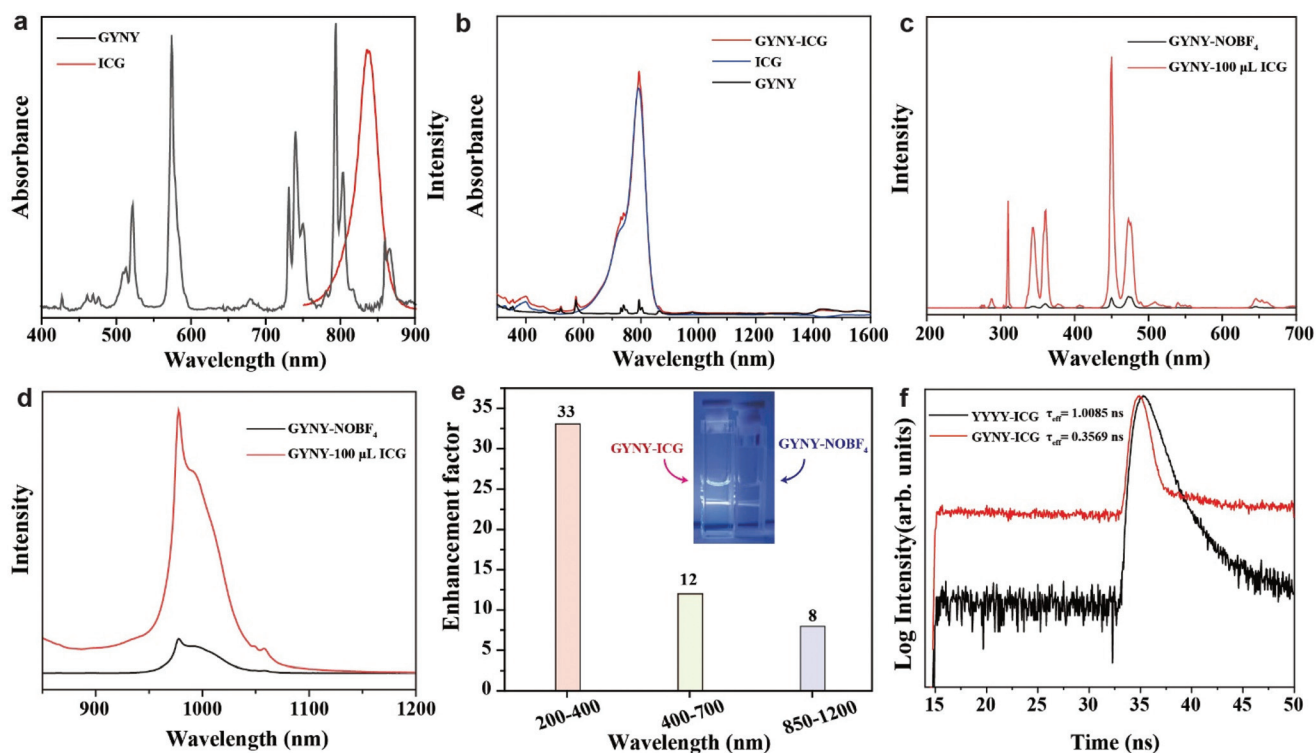 a
GYNY
ICG
Absorbance
Intensity
400 500 600 700 800 900
Wavelength (nm)
b
GYNY-ICG
ICG
GYNY
Absorbance
400 600 800 1000 1200 1400 1600
Wavelength (nm)
c
GYNY-NOBF4
GYNY-100 μL ICG
Intensity
200 300 400 500 600 700
Wavelength (nm)
d
GYNY-NOBF4
GYNY-100 μL ICG
Intensity
900 1000 1100 1200
Wavelength (nm)
e
Enhancement factor
35
30
25
20
15
10
5
0
33
12
8
GYNY-ICG
GYNY-NOBF4
200-400 400-700 850-1200
Wavelength (nm)
f
YYYY-ICG τeff= 1.0085 ns
GYNY-ICG τeff= 0.3569 ns
Log Intensity(arb. units)
15 20 25 30 35 40 45 50
Time (ns)